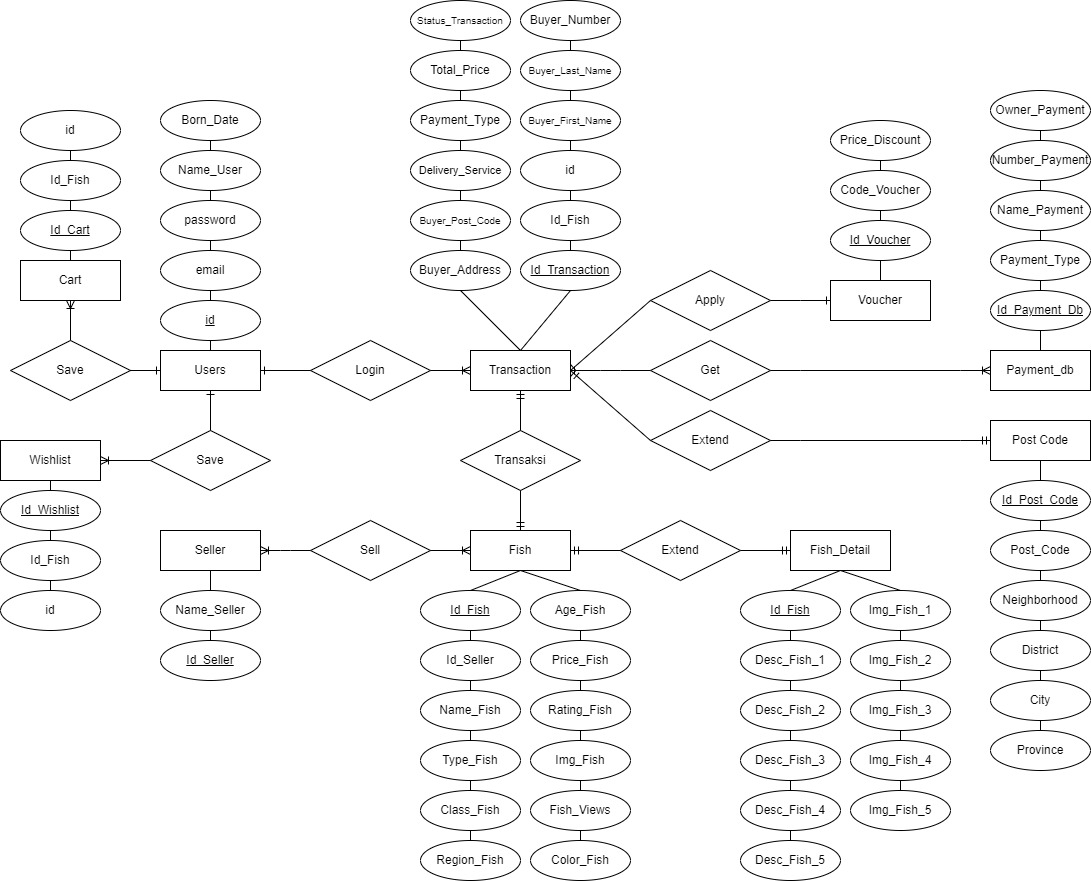 Status_Transaction
Total_Price
Payment_Type
Delivery_Service
Buyer_Post_Code
Buyer_Address
Buyer_Number
Buyer_Last_Name
Buyer_First_Name
id
Id_Fish
Id_Transaction
id
Id_Fish
Id_Cart
Cart
Born_Date
Name_User
password
email
id
Price_Discount
Code_Voucher
Id_Voucher
Voucher
Owner_Payment
Number_Payment
Name_Payment
Payment_Type
Id_Payment_Db
Payment_db
Save
Users
Login
Transaction
Apply
Get
Extend
Wishlist
Save
Transaksi
Post Code
Id_Wishlist
Id_Fish
id
Seller
Sell
Fish
Extend
Fish_Detail
Name_Seller
Id_Seller
Id_Fish
Id_Seller
Name_Fish
Type_Fish
Class_Fish
Region_Fish
Age_Fish
Price_Fish
Rating_Fish
Img_Fish
Fish_Views
Color_Fish
Id_Fish
Desc_Fish_1
Desc_Fish_2
Desc_Fish_3
Desc_Fish_4
Desc_Fish_5
Img_Fish_1
Img_Fish_2
Img_Fish_3
Img_Fish_4
Img_Fish_5
Id_Post_Code
Post_Code
Neighborhood
District
City
Province